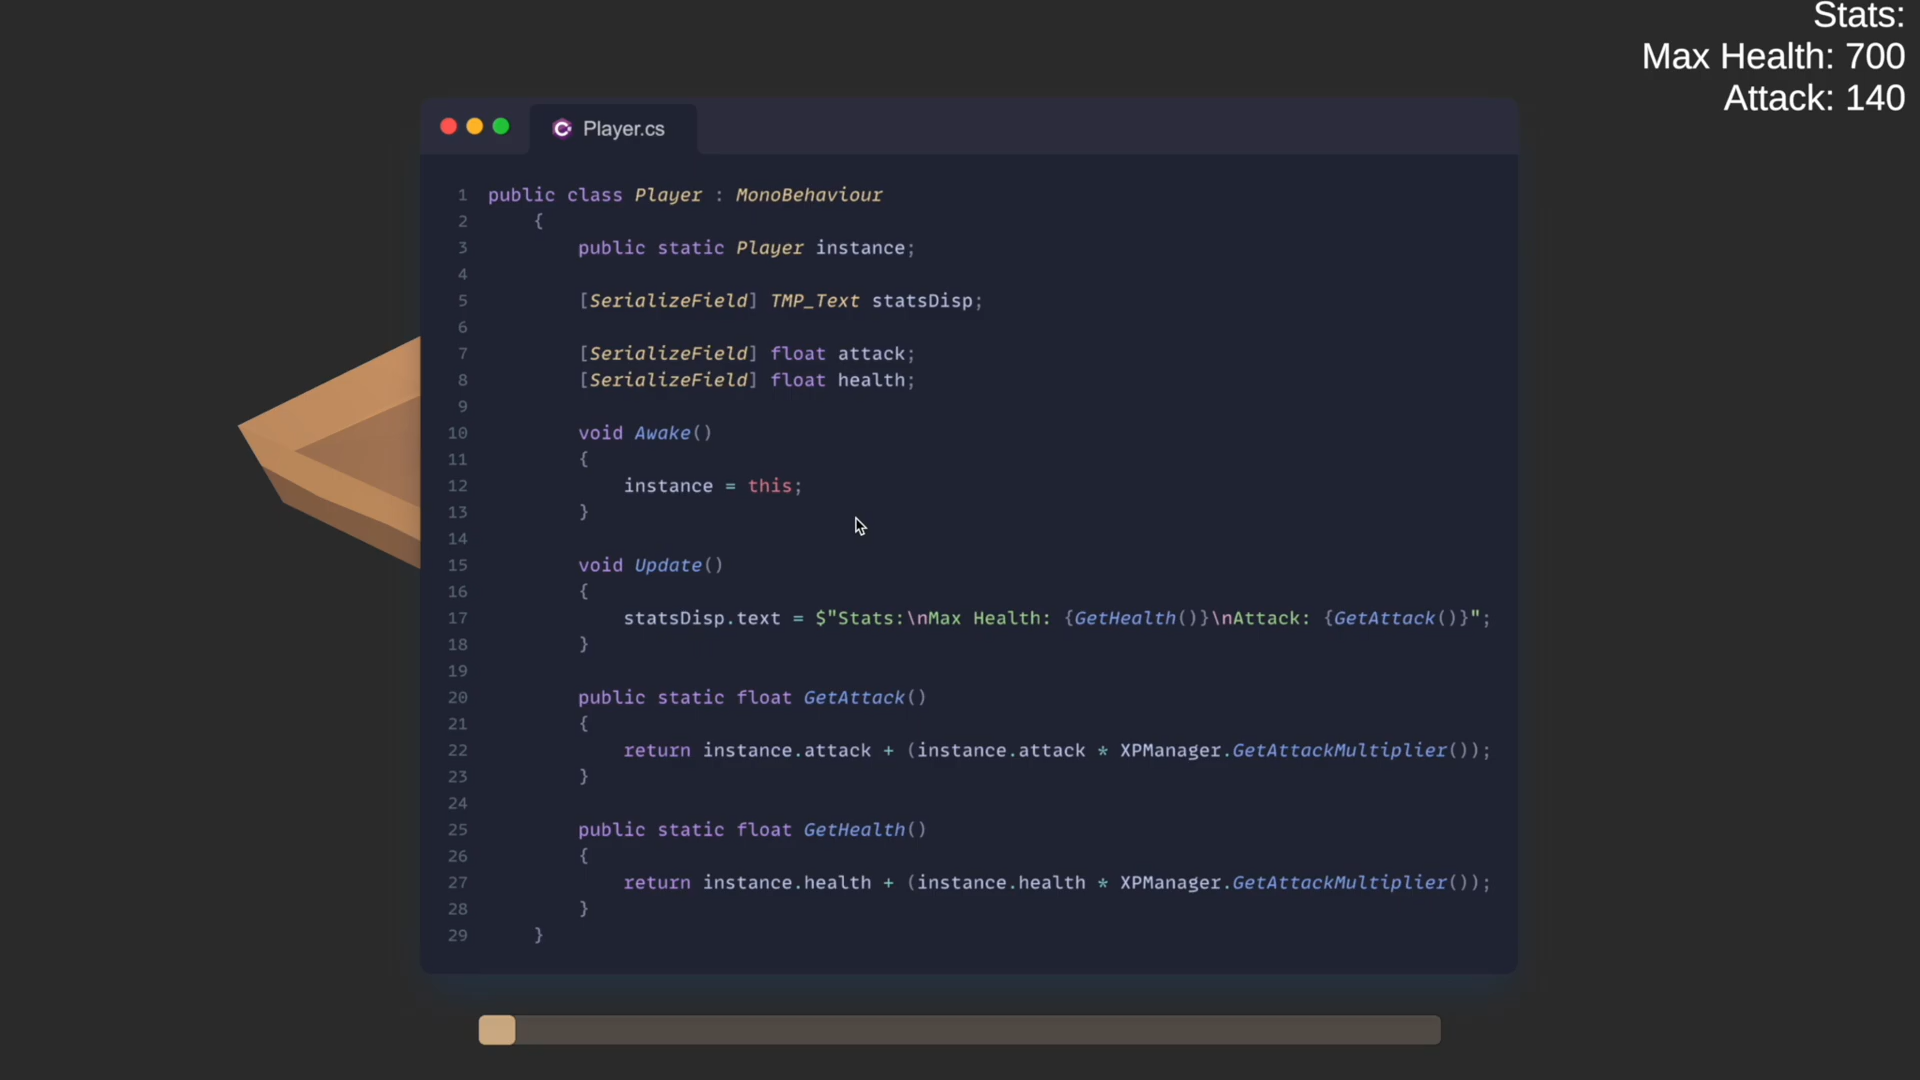 Stats:
Max Health: 700
Attack: 140
Player.cs
1 public class Player : MonoBehaviour
2 {
3 public static Player instance;
4
5 [SerializeField] TMP_Text statsDisp;
6
7 [SerializeField] float attack;
8 [SerializeField] float health;
9
10 void Awake()
11 {
12 instance = this;
13 }
14
15 void Update()
16 {
17 statsDisp.text = $"Stats:\nMax Health: {GetHealth()}\nAttack: {GetAttack()}";
18 }
19
20 public static float GetAttack()
21 {
22 return instance.attack + (instance.attack * XPManager.GetAttackMultiplier());
23 }
24
25 public static float GetHealth()
26 {
27 return instance.health + (instance.health * XPManager.GetAttackMultiplier());
28 }
29 }